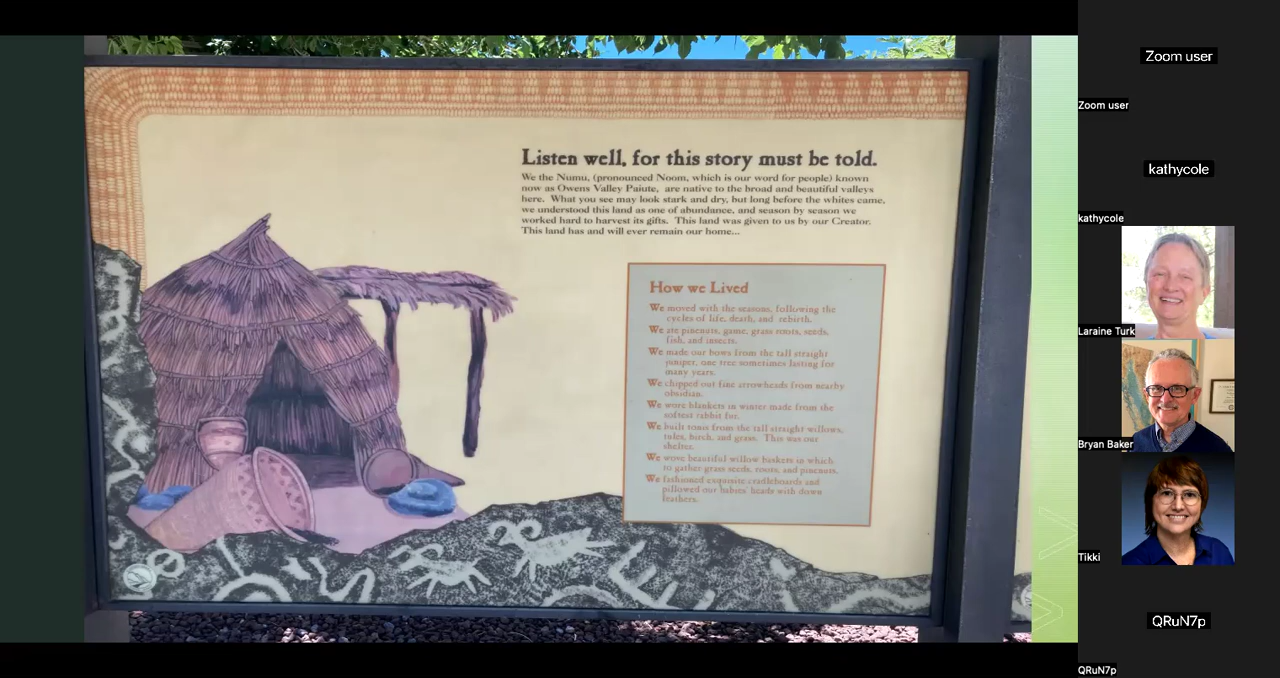 Listen well, for this story must be told.
We the Numu, (pronounced Noom, which is our word for people) known
now as Owens Valley Paiute, are native to the broad and beautiful valleys
here. What you see may look stark and dry, but long before the whites came,
we understood this land as one of abundance, and season by season we
worked hard to harvest its gifts. This land was given to us by our Creator.
This land has and will ever remain our home...
How we Lived
We moved with the seasons, following the
cycles of life, death, and rebirth.
We ate pinenuts, game, grass roots, seeds,
fish, and insects.
We made our bows from the tall straight
juniper, one tree sometimes lasting for
many years.
We chipped out fine arrowheads from nearby
obsidian.
We wore blankets in winter made from the
softest rabbit fur.
We built tonis from the tall straight willows,
tules, birch, and grass. This was our
shelter.
We wove beautiful willow baskets in which
to gather grass seeds, roots, and pinenuts.
We fashioned exquisite cradleboards and
pillowed our babies' heads with down
feathers.
Zoom user
Zoom user
kathycole
kathycole
Laraine Turk
Bryan Baker
Tikki
QRuN7p
QRuN7p